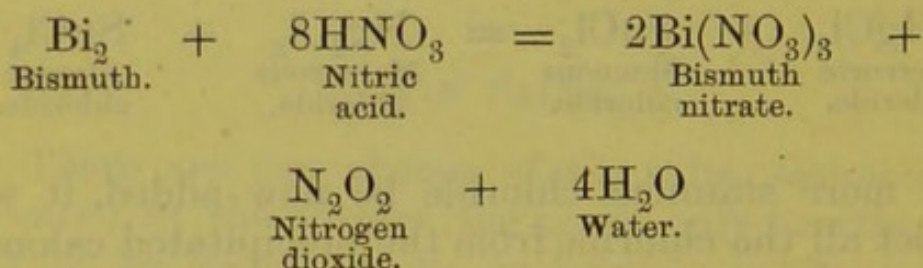 Bi₂ + 8HNO₃ = 2Bi(NO₃)₃ +
Bismuth. Nitric Bismuth
acid. nitrate.
N₂O₂ + 4H₂O
Nitrogen Water.
dioxide.